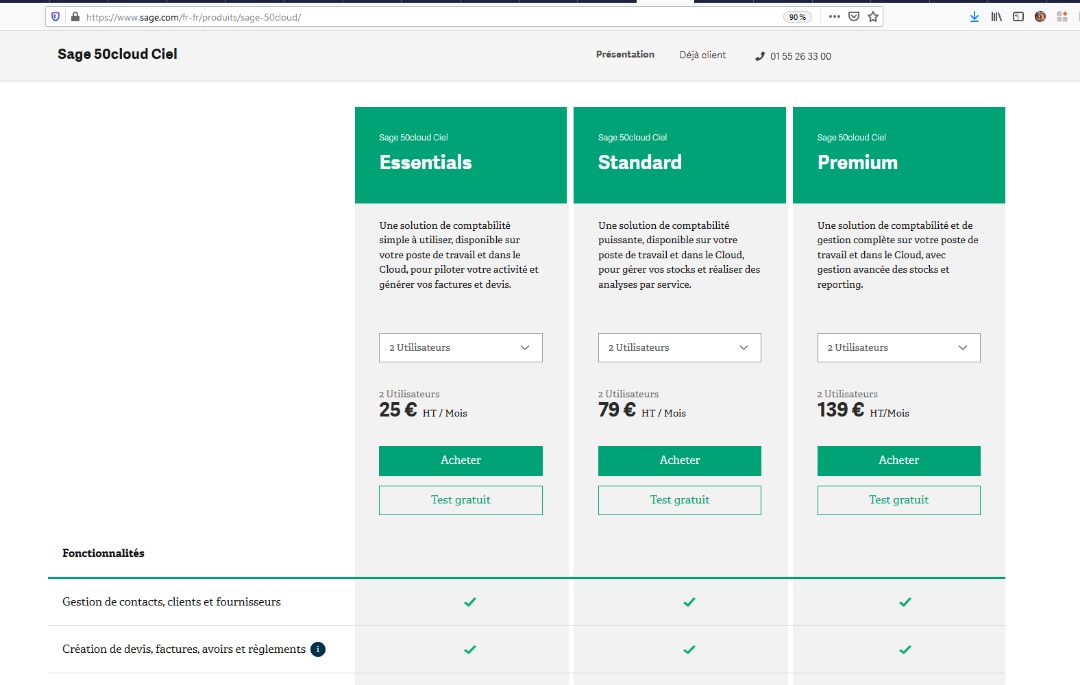 https://www.sage.com/fr-fr/produits/sage-50cloud/
90 %
Sage 50cloud Ciel
Présentation
Déjà client
01 55 26 33 00
Sage 50cloud Ciel
Essentials
Une solution de comptabilité
simple à utiliser, disponible sur
votre poste de travail et dans le
Cloud, pour piloter votre activité et
générer vos factures et devis.
2 Utilisateurs
2 Utilisateurs
25 € HT / Mois
Acheter
Test gratuit
Sage 50cloud Ciel
Standard
Une solution de comptabilité
puissante, disponible sur votre
poste de travail et dans le Cloud,
pour gérer vos stocks et réaliser des
analyses par service.
2 Utilisateurs
2 Utilisateurs
79 € HT / Mois
Acheter
Test gratuit
Sage 50cloud Ciel
Premium
Une solution de comptabilité et de
gestion complète sur votre poste de
travail et dans le Cloud, avec
gestion avancée des stocks et
reporting.
2 Utilisateurs
2 Utilisateurs
139 € HT/Mois
Acheter
Test gratuit
Fonctionnalités
Gestion de contacts, clients et fournisseurs
Création de devis, factures, avoirs et règlements i